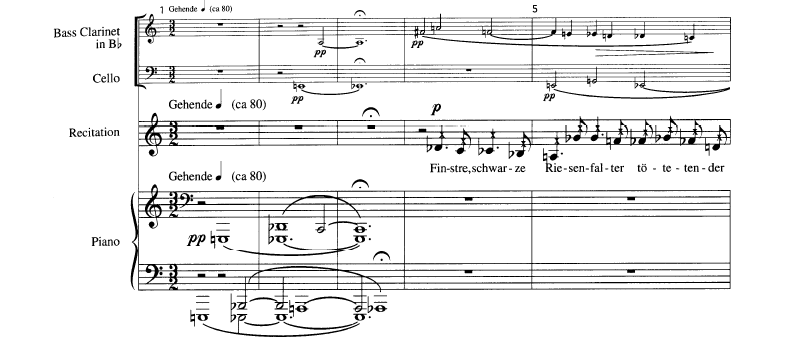 1 Gehende ♩ (ca 80)
5
Bass Clarinet
in B♭
pp
pp
Cello
pp
pp
Gehende ♩ (ca 80)
p
Recitation
Fin-stre,schwar-ze Rie-sen-fal-ter tö-te-ten-der
Gehende ♩ (ca 80)
Piano
pp